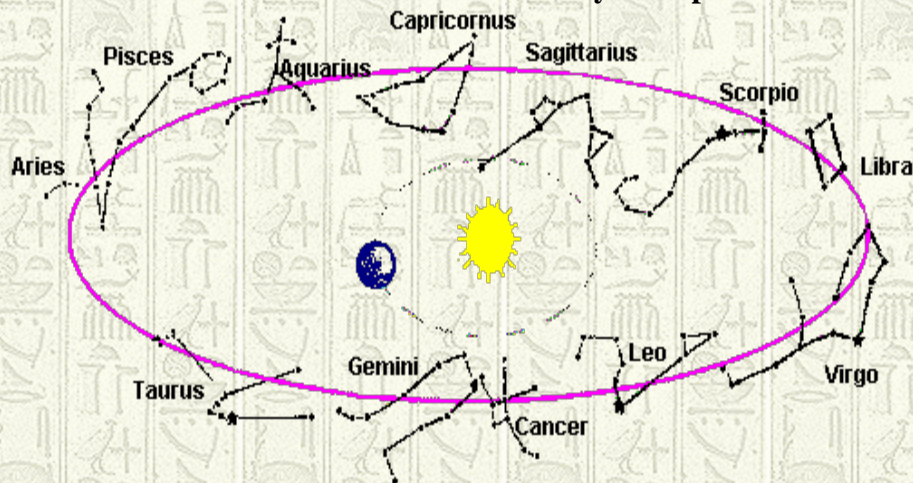 Capricornus
Pisces
Sagittarius
Aquarius
Scorpio
Aries
Libra
Leo
Gemini
Virgo
Taurus
Cancer